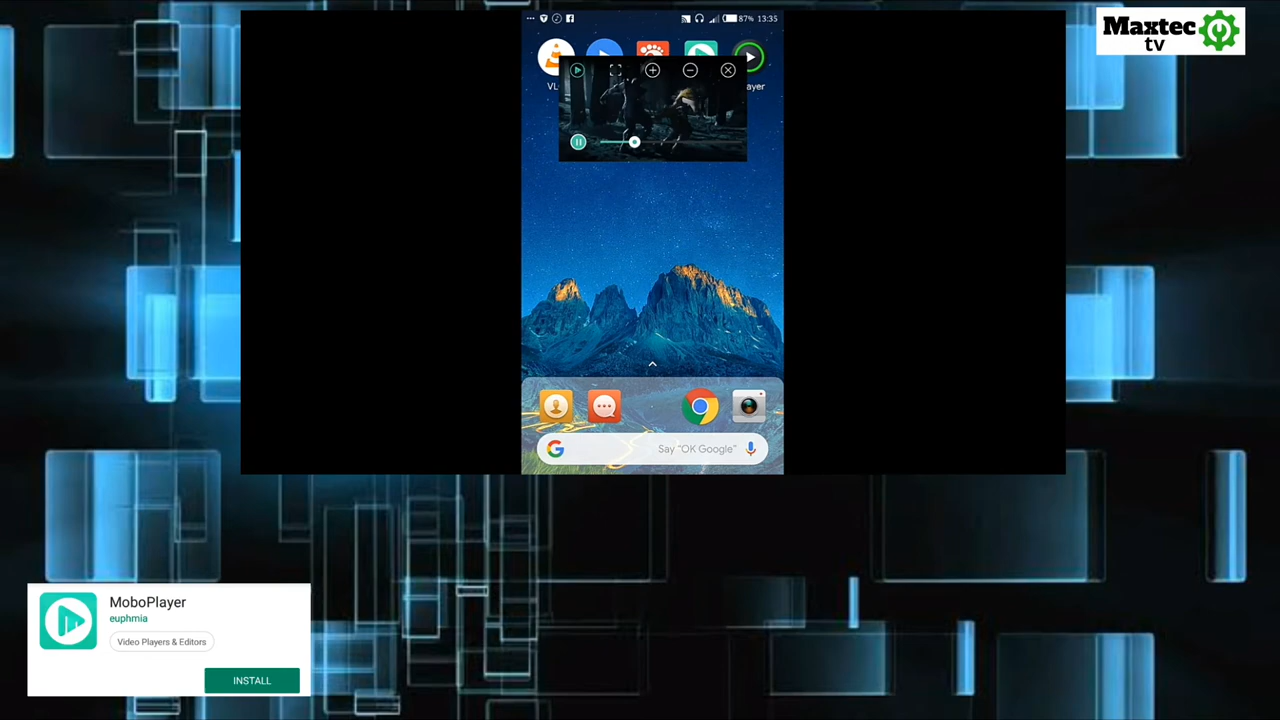 Maxtec
tv
87% 13:35
VL
ayer
Say "OK Google"
MoboPlayer
euphmia
Video Players & Editors
INSTALL